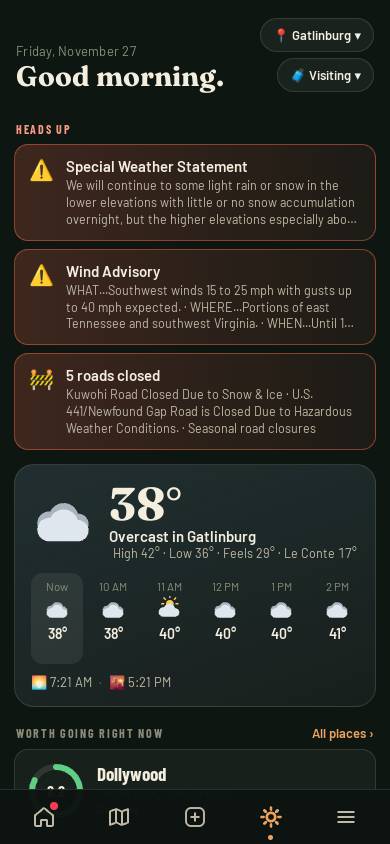 Gatlinburg ▾
Friday, November 27
Good morning.
Visiting ▾
HEADS UP
Special Weather Statement
We will continue to some light rain or snow in the
lower elevations with little or no snow accumulation
overnight, but the higher elevations especially abo...
Wind Advisory
WHAT...Southwest winds 15 to 25 mph with gusts up
to 40 mph expected. · WHERE...Portions of east
Tennessee and southwest Virginia. · WHEN...Until 1...
5 roads closed
Kuwohi Road Closed Due to Snow & Ice · U.S.
441/Newfound Gap Road is Closed Due to Hazardous
Weather Conditions. · Seasonal road closures
38°
Overcast in Gatlinburg
High 42° · Low 36° · Feels 29° · Le Conte 17°
Now 10 AM 11 AM 12 PM 1 PM 2 PM
38° 38° 40° 40° 40° 41°
7:21 AM · 5:21 PM
WORTH GOING RIGHT NOW All places ›
Dollywood